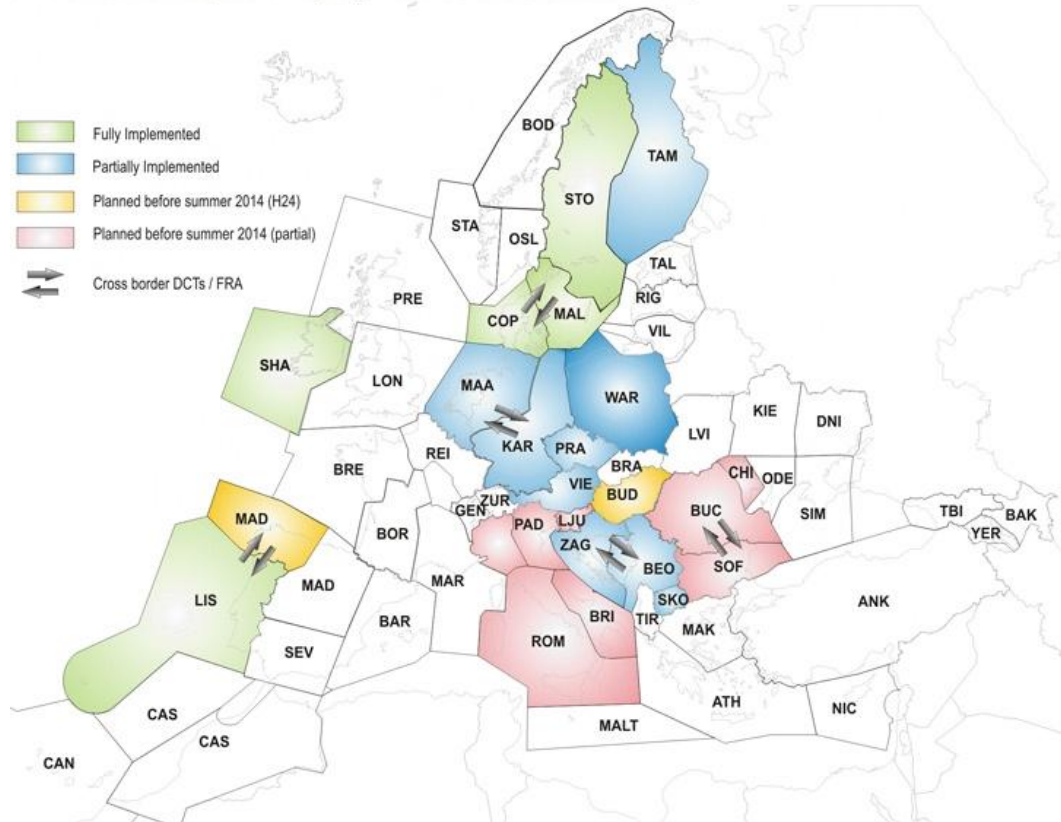 Fully Implemented
Partially Implemented
Planned before summer 2014 (H24)
Planned before summer 2014 (partial)
Cross border DCTs / FRA
BOD
TAM
STO
STA
OSL
TAL
RIG
PRE
COP
MAL
VIL
SHA
LON
MAA
WAR
KIE
DNI
LVI
KAR
PRA
REI
BRE
BRA
CHI
ODE
VIE
BUD
ZUR
GEN
BUC
SIM
TBI
BAK
MAD
BOR
PAD
LJU
YER
ZAG
BEO
SOF
MAR
MAD
LIS
SKO
ANK
BAR
BRI
TIR
MAK
ROM
SEV
ATH
NIC
CAS
MALT
CAS
CAN